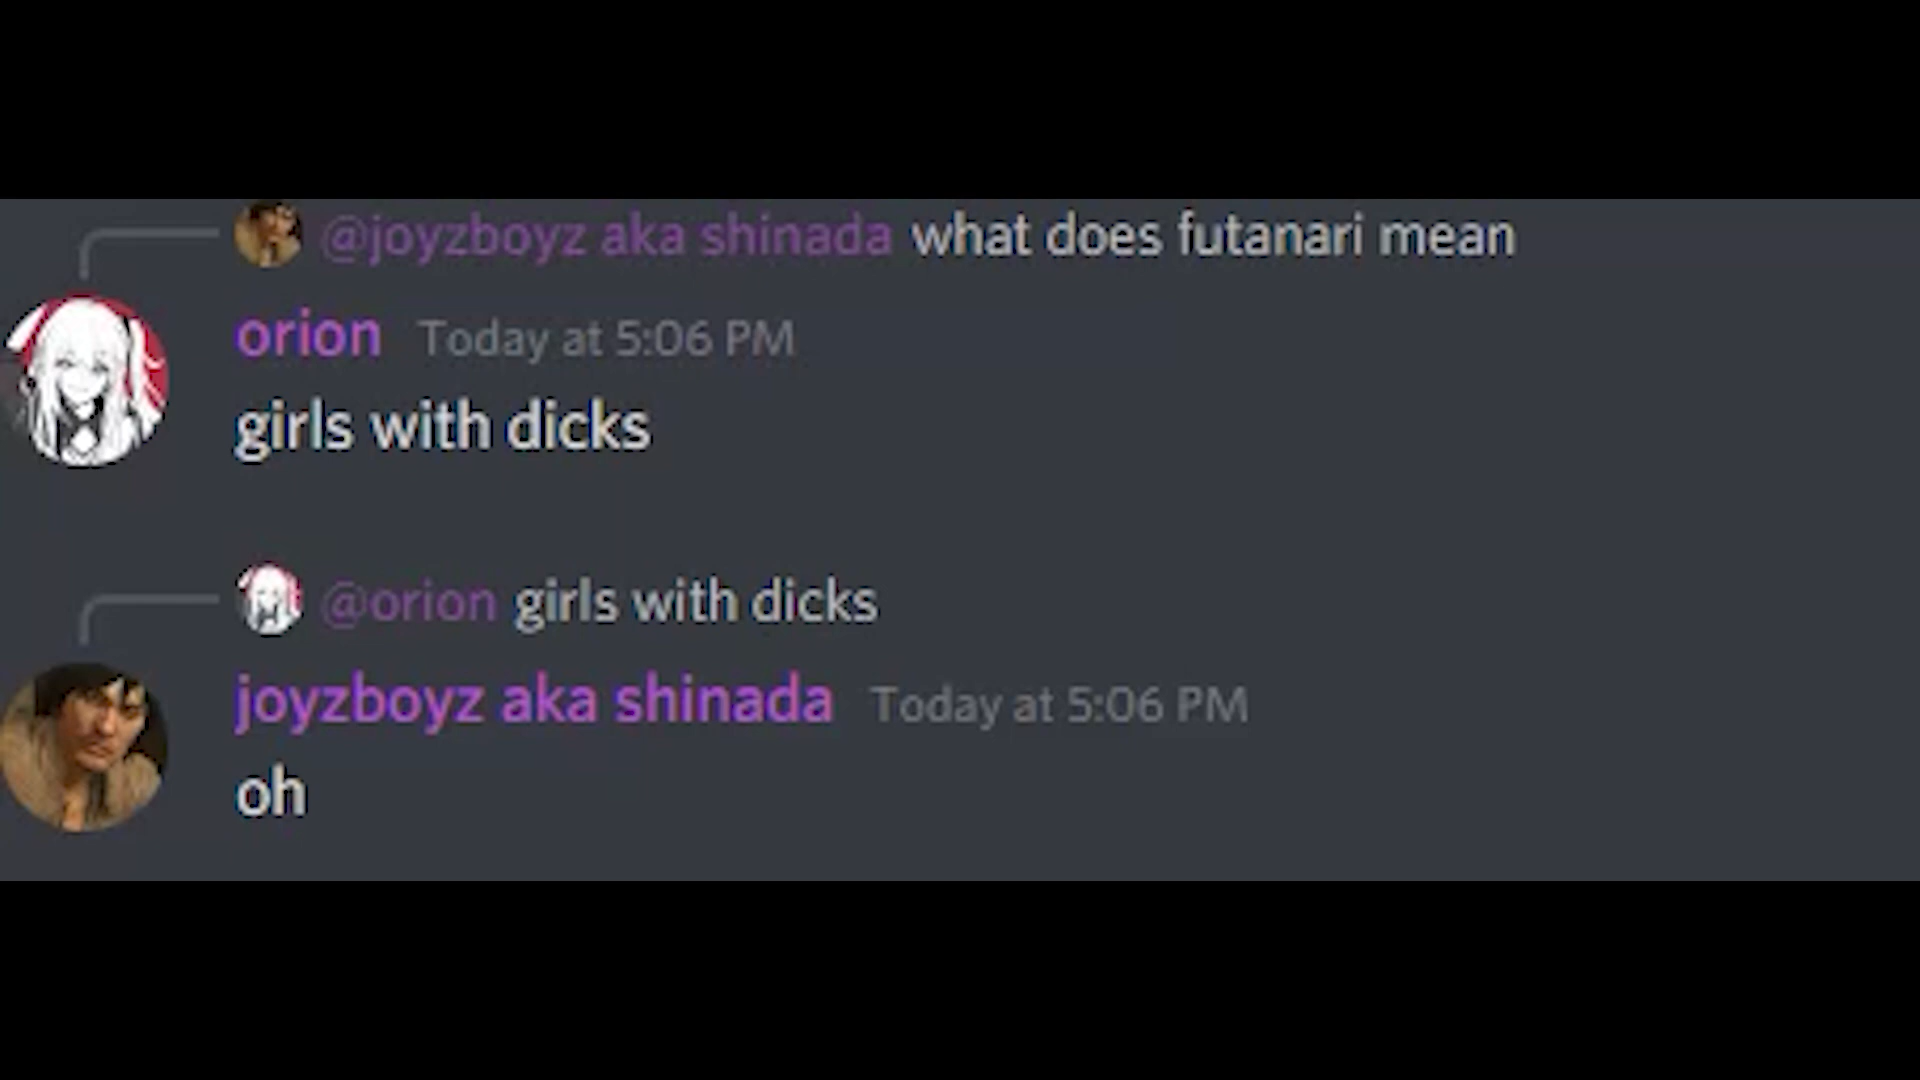 @joyzboyz aka shinada what does futanari mean
orion Today at 5:06 PM
girls with dicks
@orion girls with dicks
joyzboyz aka shinada Today at 5:06 PM
oh